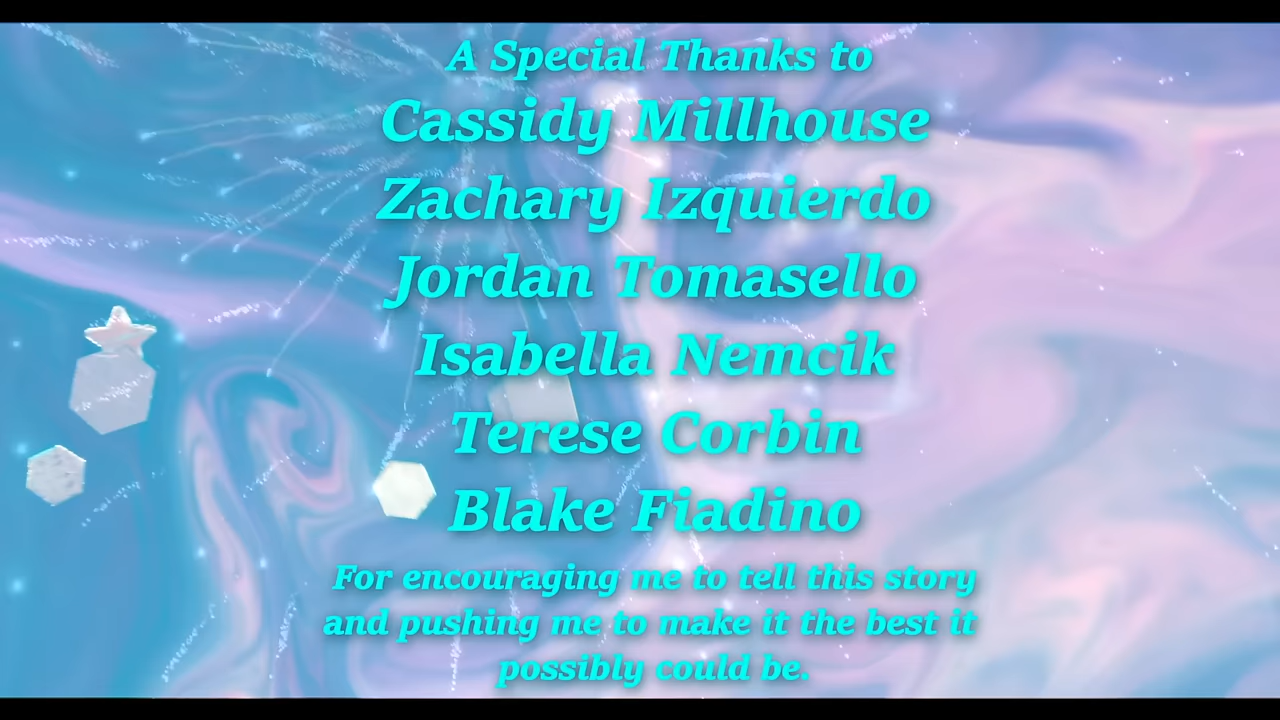 A Special Thanks to
Cassidy Millhouse
Zachary Izquierdo
Jordan Tomasello
Isabella Nemcik
Terese Corbin
Blake Fiadino
For encouraging me to tell this story
and pushing me to make it the best it
possibly could be.